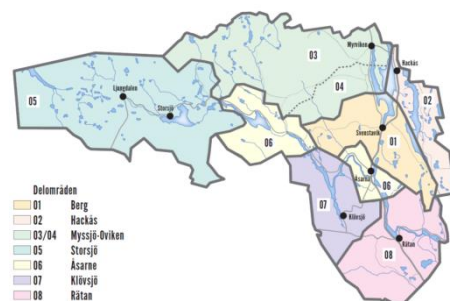 03
Myrviken
Hackås
04
02
Ljungdalen
05
Storsjö
06
Svenstavik
01
Åsarna
06
07
Klövsjö
Rätan
08
Delområden
01 Berg
02 Hackås
03/04 Myssjö-Oviken
05 Storsjö
06 Åsarne
07 Klövsjö
08 Rätan